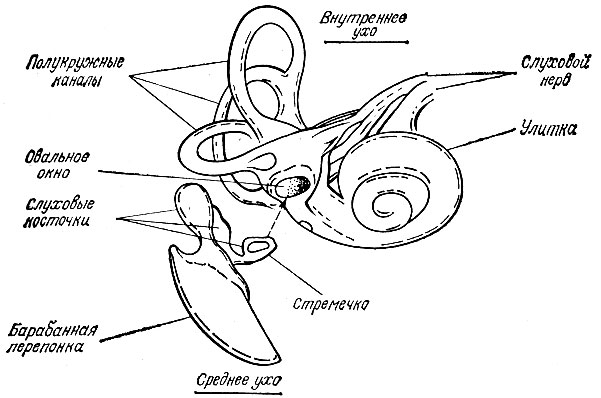 Внутреннее
ухо
Полукружные
каналы
Слуховой
нерв
Улитка
Овальное
окно
Слуховые
косточки
Стремечко
Барабанная
перепонка
Среднее ухо